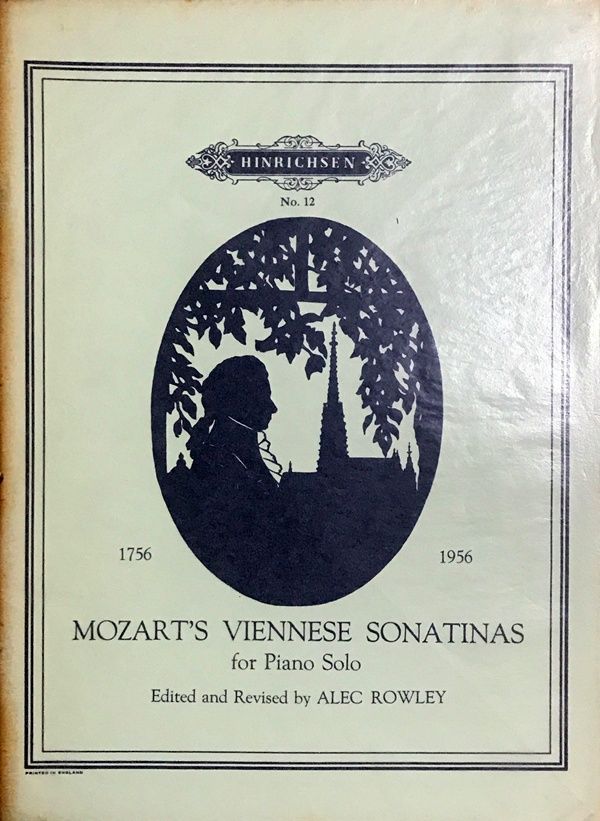 HINRICHSEN
No. 12
1756
1956
MOZART'S VIENNESE SONATINAS
for Piano Solo
Edited and Revised by ALEC ROWLEY
PRINTED IN ENGLAND